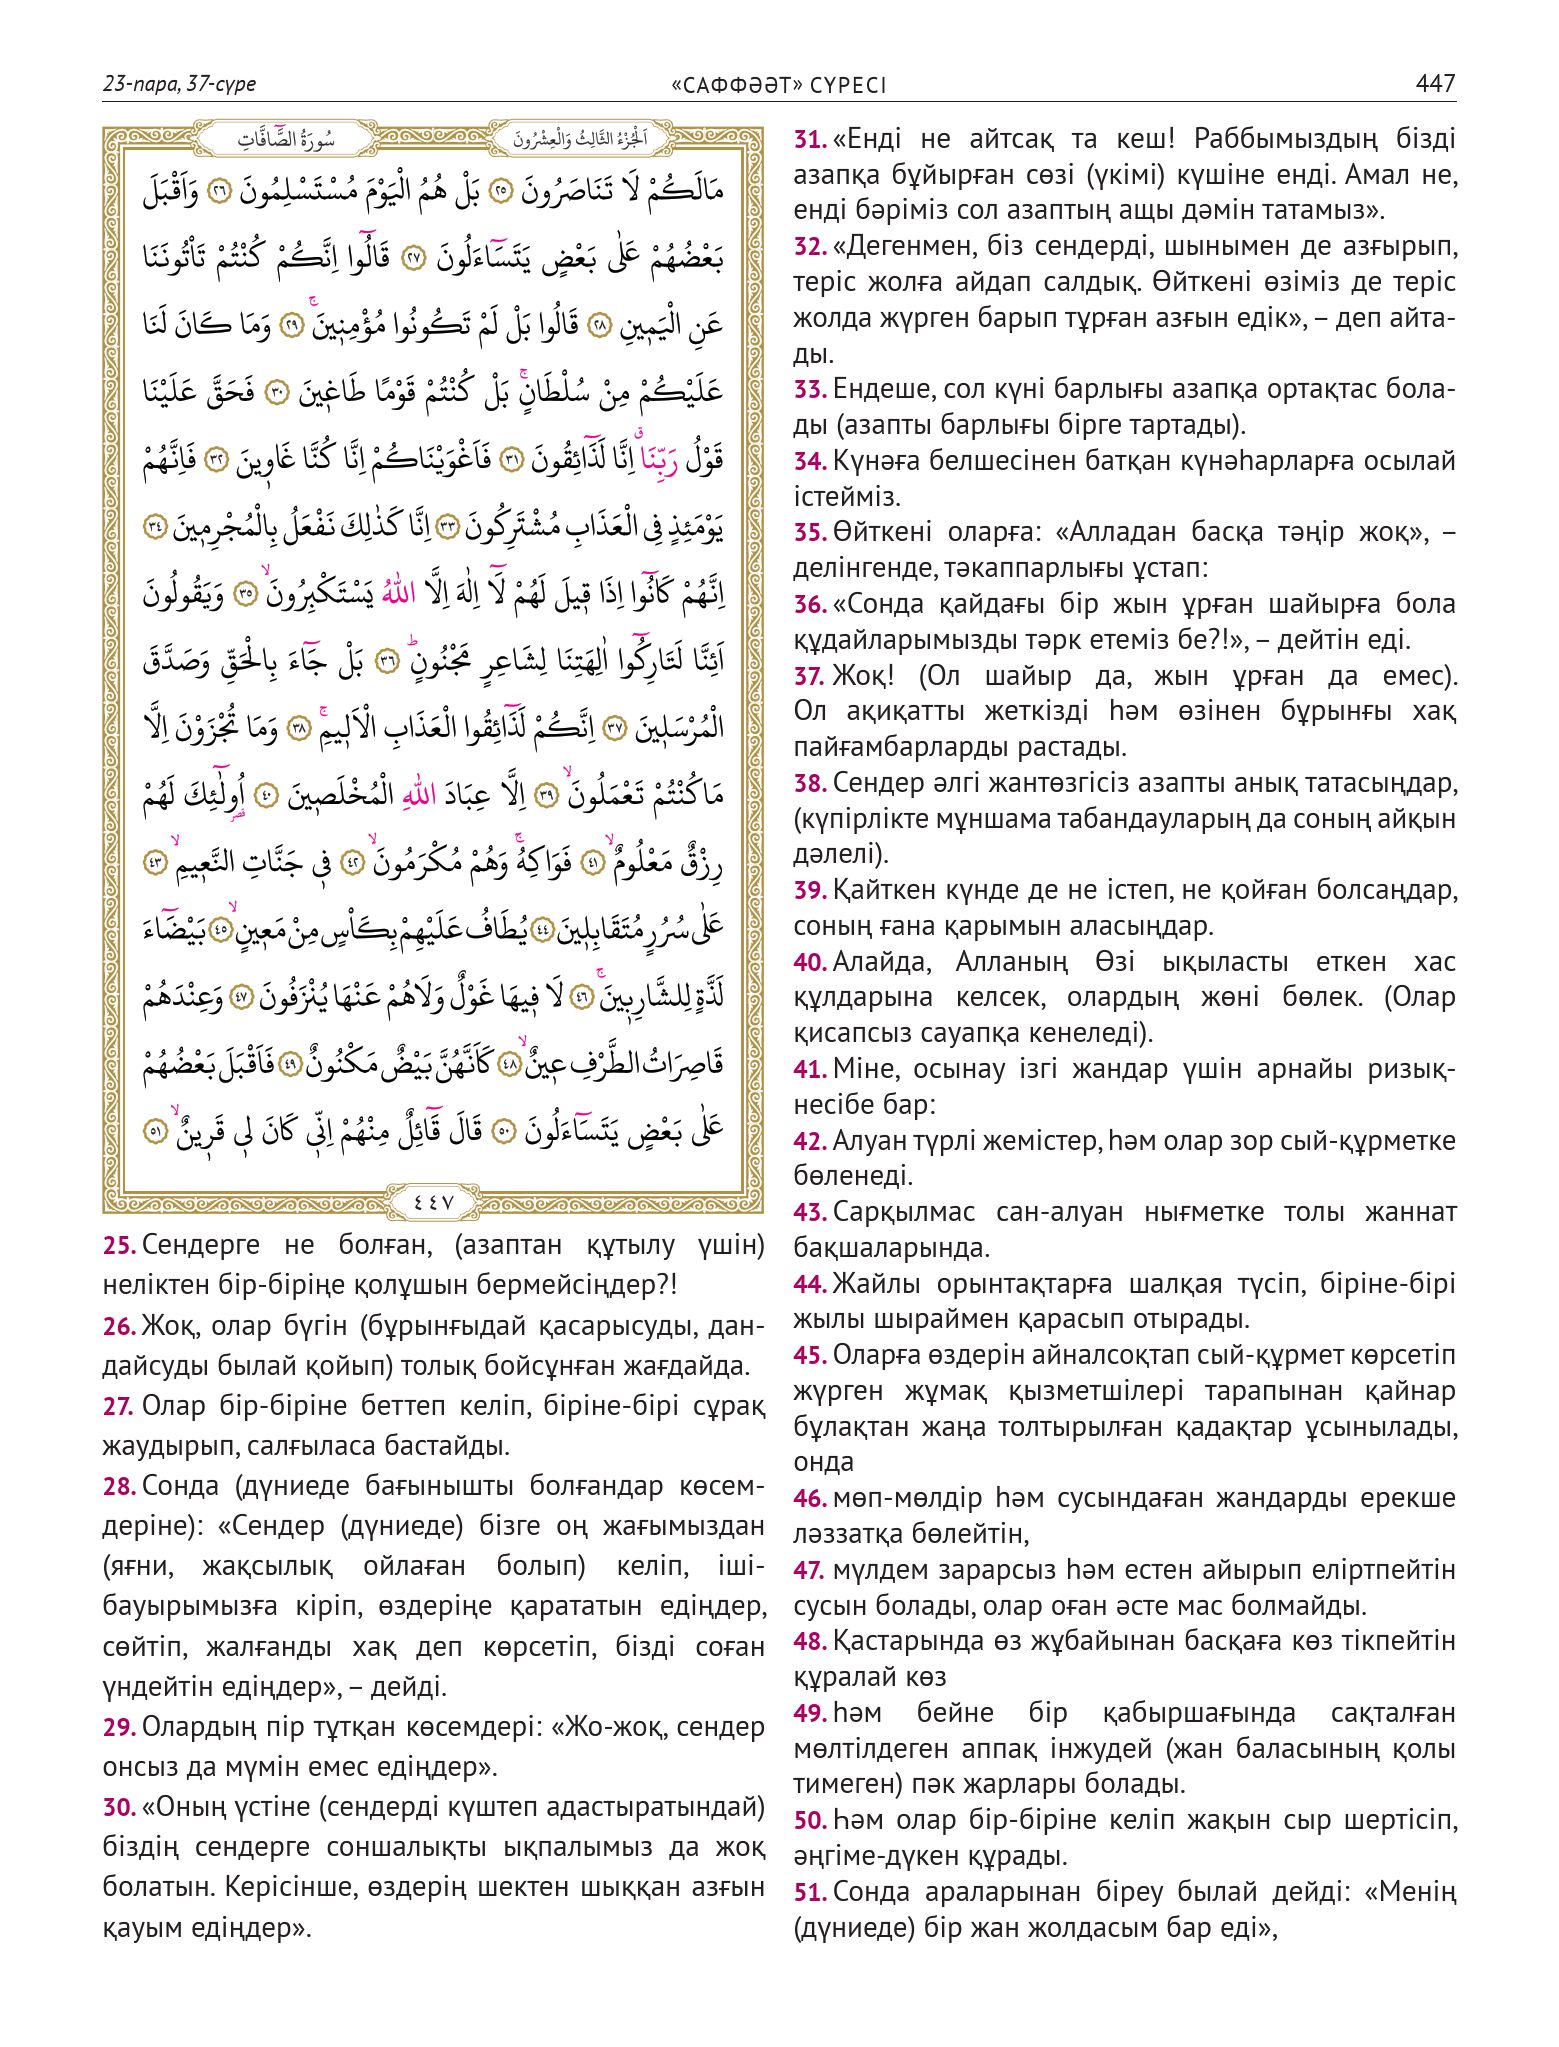 23-пара, 37-сүре
«САФФӘӘТ» СҮРЕСІ
447
اَلْجُزْءُ الثَّالِثُ وَالْعِشْرُونَ
سُورَةُ الصَّٓافَّاتِ
مَالَكُمْ لَا تَنَاصَرُونَ ﴿٢٥﴾ بَلْ هُمُ الْيَوْمَ مُسْتَسْلِمُونَ ﴿٢٦﴾ وَاَقْبَلَ
بَعْضُهُمْ عَلٰى بَعْضٍ يَتَسَٓاءَلُونَ ﴿٢٧﴾ قَالُٓوا اِنَّكُمْ كُنْتُمْ تَأْتُونَنَا
عَنِ الْيَمٖينِ ﴿٢٨﴾ قَالُوا بَلْ لَمْ تَكُونُوا مُؤْمِنٖينَۚ ﴿٢٩﴾ وَمَا كَانَ لَنَا
عَلَيْكُمْ مِنْ سُلْطَانٍۚ بَلْ كُنْتُمْ قَوْمًا طَاغٖينَ ﴿٣٠﴾ فَحَقَّ عَلَيْنَا
قَوْلُ رَبِّنَاۗ اِنَّا لَذَٓائِقُونَ ﴿٣١﴾ فَاَغْوَيْنَاكُمْ اِنَّا كُنَّا غَاوٖينَ ﴿٣٢﴾ فَاِنَّهُمْ
يَوْمَئِذٍ فِى الْعَذَابِ مُشْتَرِكُونَ ﴿٣٣﴾ اِنَّا كَذٰلِكَ نَفْعَلُ بِالْمُجْرِمٖينَ ﴿٣٤﴾
اِنَّهُمْ كَانُٓوا اِذَا قٖيلَ لَهُمْ لَٓا اِلٰهَ اِلَّا اللّٰهُ يَسْتَكْبِرُونَۙ ﴿٣٥﴾ وَيَقُولُونَ
اَئِنَّا لَتَارِكُٓوا اٰلِهَتِنَا لِشَاعِرٍ مَجْنُونٍۜ ﴿٣٦﴾ بَلْ جَٓاءَ بِالْحَقِّ وَصَدَّقَ
الْمُرْسَلٖينَ ﴿٣٧﴾ اِنَّكُمْ لَذَٓائِقُوا الْعَذَابِ الْاَلٖيمِۚ ﴿٣٨﴾ وَمَا تُجْزَوْنَ اِلَّا
مَاكُنْتُمْ تَعْمَلُونَۙ ﴿٣٩﴾ اِلَّا عِبَادَ اللّٰهِ الْمُخْلَصٖينَ ﴿٤٠﴾ اُولٰٓئِكَ لَهُمْ
رِزْقٌ مَعْلُومٌۙ ﴿٤١﴾ فَوَاكِهُۚ وَهُمْ مُكْرَمُونَۙ ﴿٤٢﴾ فٖى جَنَّاتِ النَّعٖيمِۙ ﴿٤٣﴾
عَلٰى سُرُرٍ مُتَقَابِلٖينَ ﴿٤٤﴾ يُطَافُ عَلَيْهِمْ بِكَأْسٍ مِنْ مَعٖينٍۙ ﴿٤٥﴾ بَيْضَٓاءَ
لَذَّةٍ لِلشَّارِبٖينَۚ ﴿٤٦﴾ لَا فٖيهَا غَوْلٌ وَلَاهُمْ عَنْهَا يُنْزَفُونَ ﴿٤٧﴾ وَعِنْدَهُمْ
قَاصِرَاتُ الطَّرْفِ عٖينٌۙ ﴿٤٨﴾ كَاَنَّهُنَّ بَيْضٌ مَكْنُونٌ ﴿٤٩﴾ فَاَقْبَلَ بَعْضُهُمْ
عَلٰى بَعْضٍ يَتَسَٓاءَلُونَ ﴿٥٠﴾ قَالَ قَٓائِلٌ مِنْهُمْ اِنّٖى كَانَ لٖى قَرٖينٌۙ ﴿٥١﴾
٤٤٧
25. Сендерге не болған, (азаптан құтылу үшін)
неліктен бір-біріңе қолұшын бермейсіңдер?!
26. Жоқ, олар бүгін (бұрынғыдай қасарысуды, дан-
дайсуды былай қойып) толық бойсұнған жағдайда.
27. Олар бір-біріне беттеп келіп, біріне-бірі сұрақ
жаудырып, салғыласа бастайды.
28. Сонда (дүниеде бағынышты болғандар көсем-
деріне): «Сендер (дүниеде) бізге оң жағымыздан
(яғни, жақсылық ойлаған болып) келіп, іші-
бауырымызға кіріп, өздеріңе қарататын едіңдер,
сөйтіп, жалғанды хақ деп көрсетіп, бізді соған
үндейтін едіңдер», – дейді.
29. Олардың пір тұтқан көсемдері: «Жо-жоқ, сендер
онсыз да мүмін емес едіңдер».
30. «Оның үстіне (сендерді күштеп адастыратындай)
біздің сендерге соншалықты ықпалымыз да жоқ
болатын. Керісінше, өздерің шектен шыққан азғын
қауым едіңдер».
31. «Енді не айтсақ та кеш! Раббымыздың бізді
азапқа бұйырған сөзі (үкімі) күшіне енді. Амал не,
енді бәріміз сол азаптың ащы дәмін татамыз».
32. «Дегенмен, біз сендерді, шынымен де азғырып,
теріс жолға айдап салдық. Өйткені өзіміз де теріс
жолда жүрген барып тұрған азғын едік», – деп айта-
ды.
33. Ендеше, сол күні барлығы азапқа ортақтас бола-
ды (азапты барлығы бірге тартады).
34. Күнәға белшесінен батқан күнәһарларға осылай
істейміз.
35. Өйткені оларға: «Алладан басқа тәңір жоқ», –
делінгенде, тәкаппарлығы ұстап:
36. «Сонда қайдағы бір жын ұрған шайырға бола
құдайларымызды тәрк етеміз бе?!», – дейтін еді.
37. Жоқ! (Ол шайыр да, жын ұрған да емес).
Ол ақиқатты жеткізді һәм өзінен бұрынғы хақ
пайғамбарларды растады.
38. Сендер әлгі жантөзгісіз азапты анық татасыңдар,
(күпірлікте мұншама табандауларың да соның айқын
дәлелі).
39. Қайткен күнде де не істеп, не қойған болсаңдар,
соның ғана қарымын аласыңдар.
40. Алайда, Алланың Өзі ықыласты еткен хас
құлдарына келсек, олардың жөні бөлек. (Олар
қисапсыз сауапқа кенеледі).
41. Міне, осынау ізгі жандар үшін арнайы ризық-
несібе бар:
42. Алуан түрлі жемістер, һәм олар зор сый-құрметке
бөленеді.
43. Сарқылмас сан-алуан нығметке толы жаннат
бақшаларында.
44. Жайлы орынтақтарға шалқая түсіп, біріне-бірі
жылы шыраймен қарасып отырады.
45. Оларға өздерін айналсоқтап сый-құрмет көрсетіп
жүрген жұмақ қызметшілері тарапынан қайнар
бұлақтан жаңа толтырылған қадақтар ұсынылады,
онда
46. мөп-мөлдір һәм сусындаған жандарды ерекше
ләззатқа бөлейтін,
47. мүлдем зарарсыз һәм естен айырып еліртпейтін
сусын болады, олар оған әсте мас болмайды.
48. Қастарында өз жұбайынан басқаға көз тікпейтін
құралай көз
49. һәм бейне бір қабыршағында сақталған
мөлтілдеген аппақ інжудей (жан баласының қолы
тимеген) пәк жарлары болады.
50. Һәм олар бір-біріне келіп жақын сыр шертісіп,
әңгіме-дүкен құрады.
51. Сонда араларынан біреу былай дейді: «Менің
(дүниеде) бір жан жолдасым бар еді»,